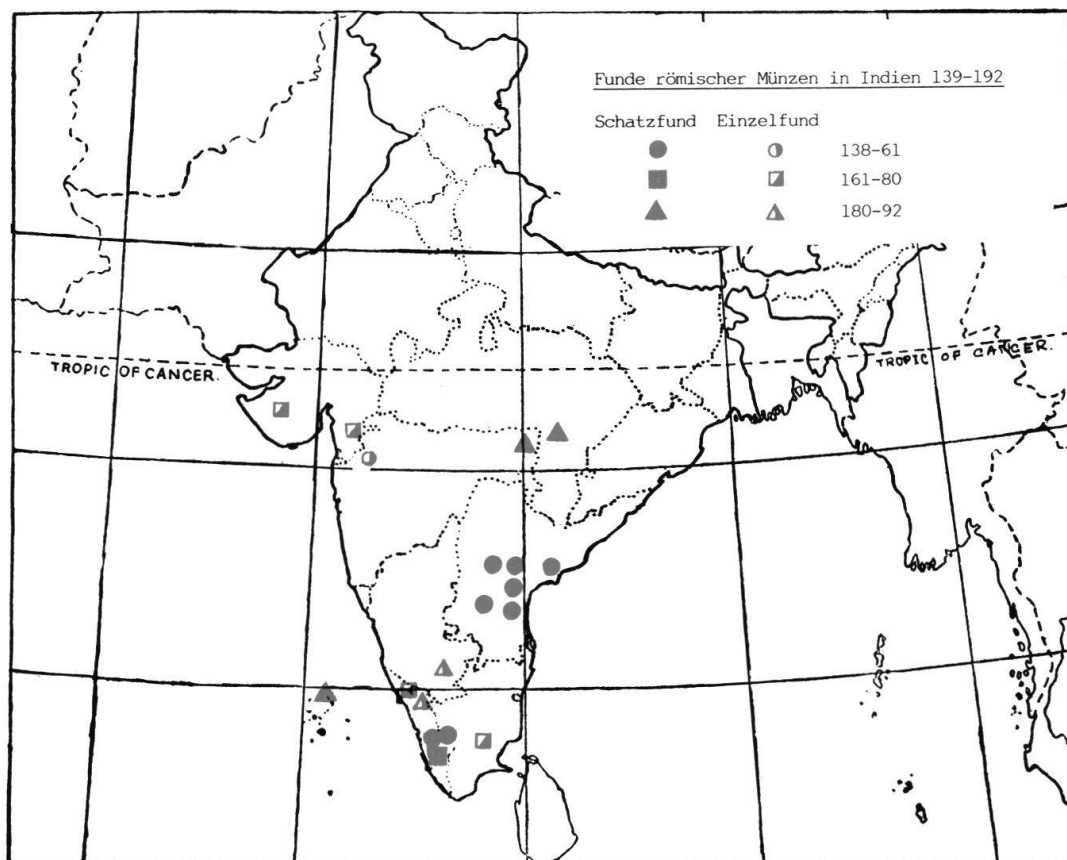 Funde römischer Münzen in Indien 139-192
Schatzfund Einzelfund
138-61
161-80
180-92
TROPIC OF CANCER.
TROPIC OF CANCER.